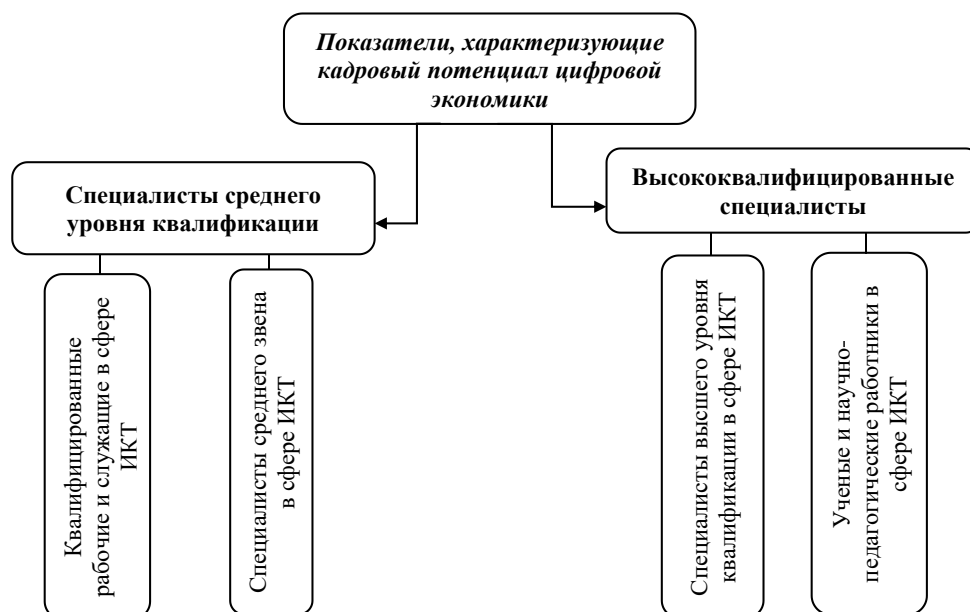 Показатели, характеризующие
кадровый потенциал цифровой
экономики
Специалисты среднего
уровня квалификации
Высококвалифицированные
специалисты
Квалифицированные
рабочие и служащие в сфере
ИКТ
Специалисты среднего звена
в сфере ИКТ
Специалисты высшего уровня
квалификации в сфере ИКТ
Ученые и научно-
педагогические работники в
сфере ИКТ